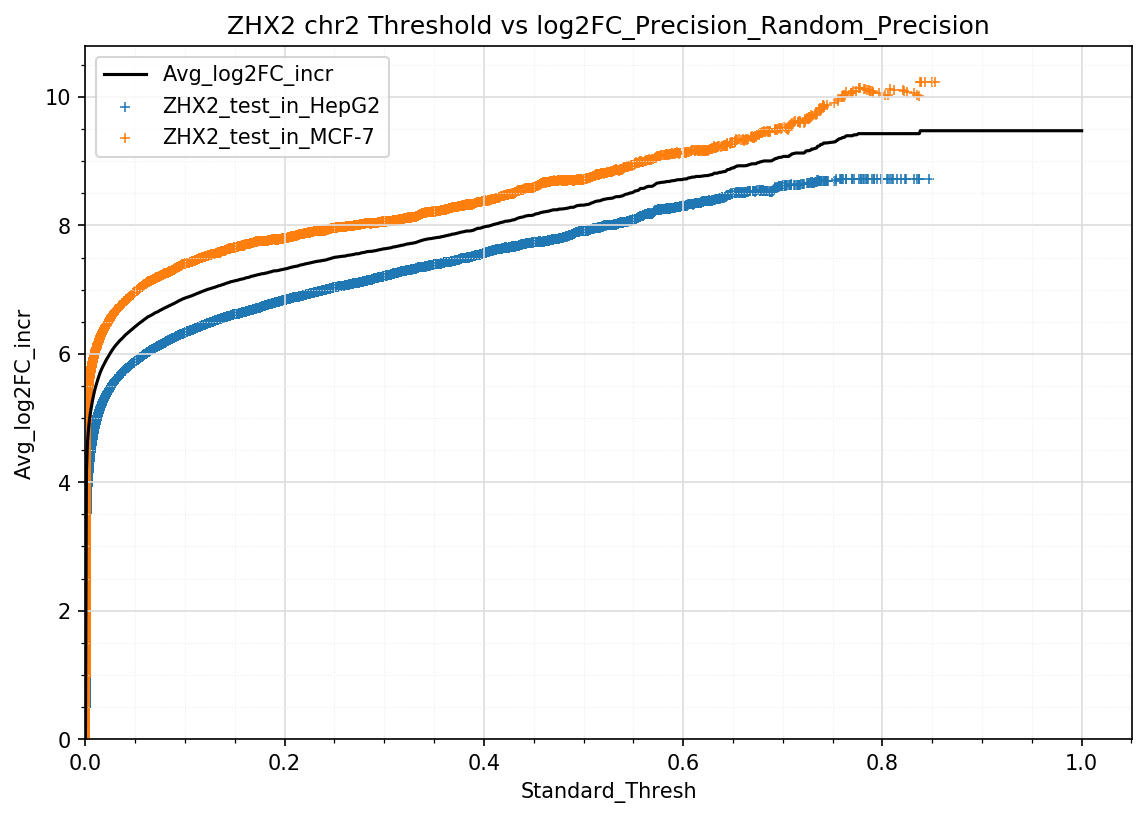 ZHX2 chr2 Threshold vs log2FC_Precision_Random_Precision
Avg_log2FC_incr
ZHX2_test_in_HepG2
ZHX2_test_in_MCF-7
10
8
6
4
2
0
Avg_log2FC_incr
0.0 0.2 0.4 0.6 0.8 1.0
Standard_Thresh